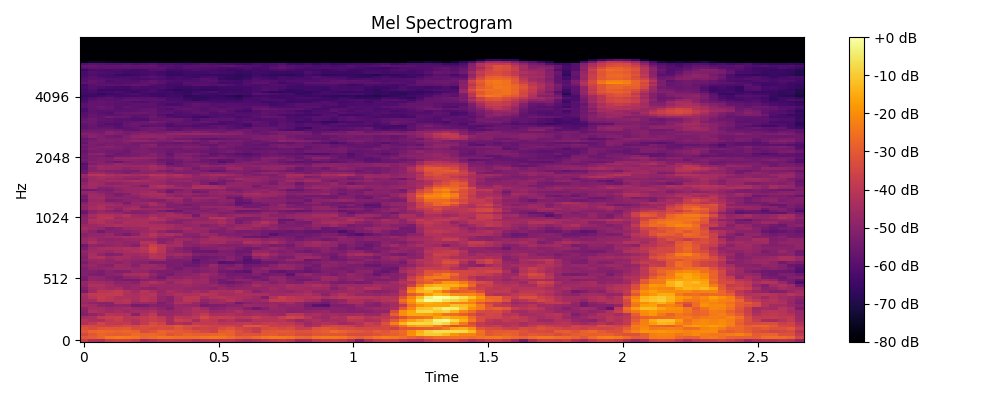 Mel Spectrogram
+0 dB
-10 dB
-20 dB
-30 dB
-40 dB
-50 dB
-60 dB
-70 dB
-80 dB
Hz
4096
2048
1024
512
0
0 0.5 1 1.5 2 2.5
Time